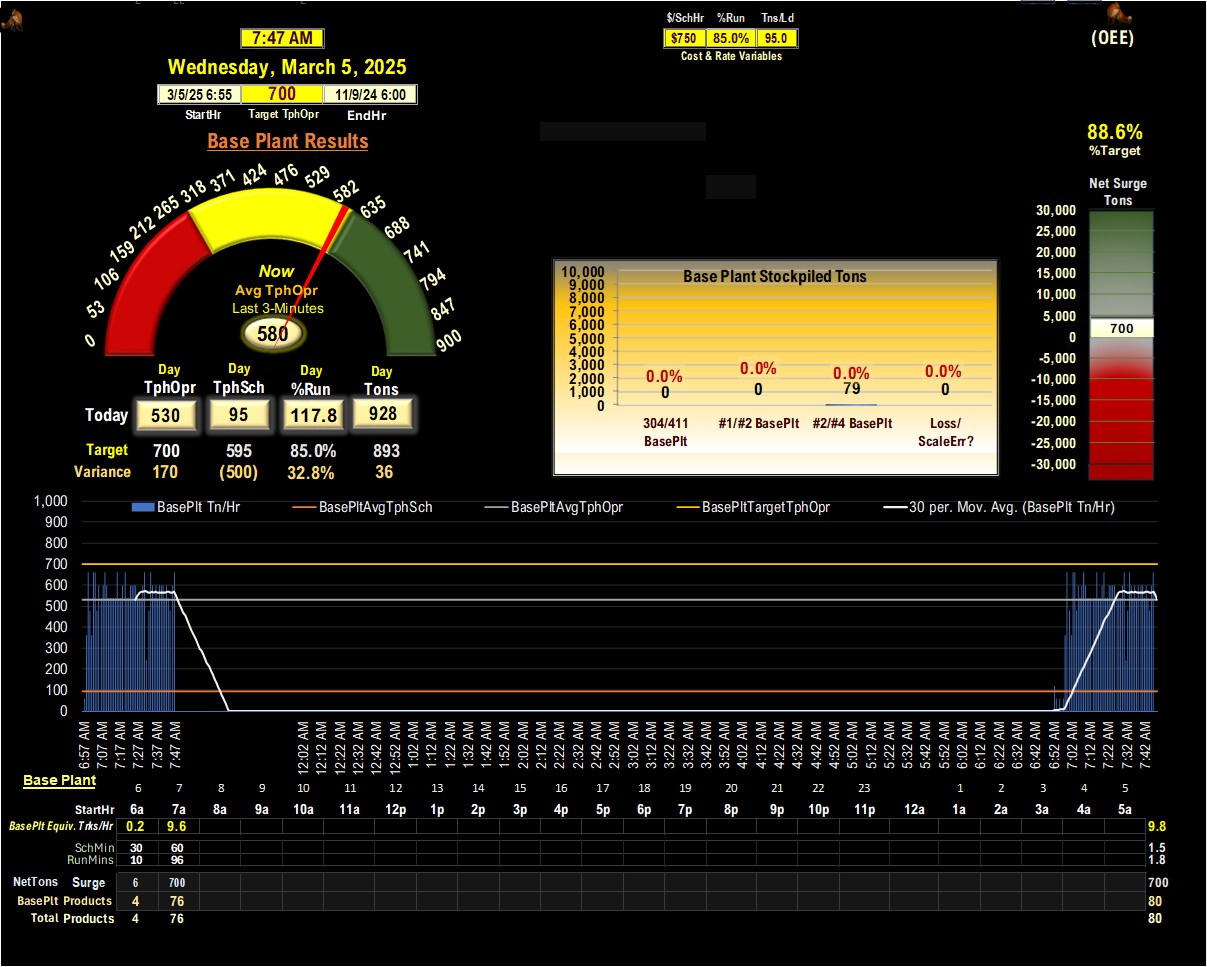 $/SchHr %Run Tns/Ld
7:47 AM
$750 85.0% 95.0
(OEE)
Cost & Rate Variables
Wednesday, March 5, 2025
3/5/25 6:55 700 11/9/24 6:00
StartHr Target TphOpr EndHr
Base Plant Results
88.6%
%Target
0 53 106 159 212 265 318 371 424 476 529 582 635 688 741 794 847 900
Now
Avg TphOpr
Last 3-Minutes
580
Net Surge
Tons
30,000
25,000
20,000
15,000
10,000
5,000
0
-5,000
-10,000
-15,000
-20,000
-25,000
-30,000
700
Base Plant Stockpiled Tons
10,000
9,000
8,000
7,000
6,000
5,000
4,000
3,000
2,000
1,000
0
0.0% 0.0% 0.0% 0.0%
0 0 79 0
304/411 BasePlt
#1/#2 BasePlt
#2/#4 BasePlt
Loss/ ScaleErr?
Day Day Day Day
TphOpr TphSch %Run Tons
Today 530 95 117.8 928
Target 700 595 85.0% 893
Variance 170 (500) 32.8% 36
BasePlt Tn/Hr BasePltAvgTphSch BasePltAvgTphOpr BasePltTargetTphOpr 30 per. Mov. Avg. (BasePlt Tn/Hr)
1,000
900
800
700
600
500
400
300
200
100
0
6:57 AM 7:07 AM 7:17 AM 7:27 AM 7:37 AM 7:47 AM 12:02 AM 12:12 AM 12:22 AM 12:32 AM 12:42 AM 12:52 AM 1:02 AM 1:12 AM 1:22 AM 1:32 AM 1:42 AM 1:52 AM 2:02 AM 2:12 AM 2:22 AM 2:32 AM 2:42 AM 2:52 AM 3:02 AM 3:12 AM 3:22 AM 3:32 AM 3:42 AM 3:52 AM 4:02 AM 4:12 AM 4:22 AM 4:32 AM 4:42 AM 4:52 AM 5:02 AM 5:12 AM 5:22 AM 5:32 AM 5:42 AM 5:52 AM 6:02 AM 6:12 AM 6:22 AM 6:32 AM 6:42 AM 6:52 AM 7:02 AM 7:12 AM 7:22 AM 7:32 AM 7:42 AM
Base Plant
6 7 8 9 10 11 12 13 14 15 16 17 18 19 20 21 22 23 1 2 3 4 5
StartHr 6a 7a 8a 9a 10a 11a 12p 1p 2p 3p 4p 5p 6p 7p 8p 9p 10p 11p 12a 1a 2a 3a 4a 5a
BasePlt Equiv. Trks/Hr 0.2 9.6 9.8
SchMin 30 60 1.5
RunMins 10 96 1.8
NetTons Surge 6 700 700
BasePlt Products 4 76 80
Total Products 4 76 80